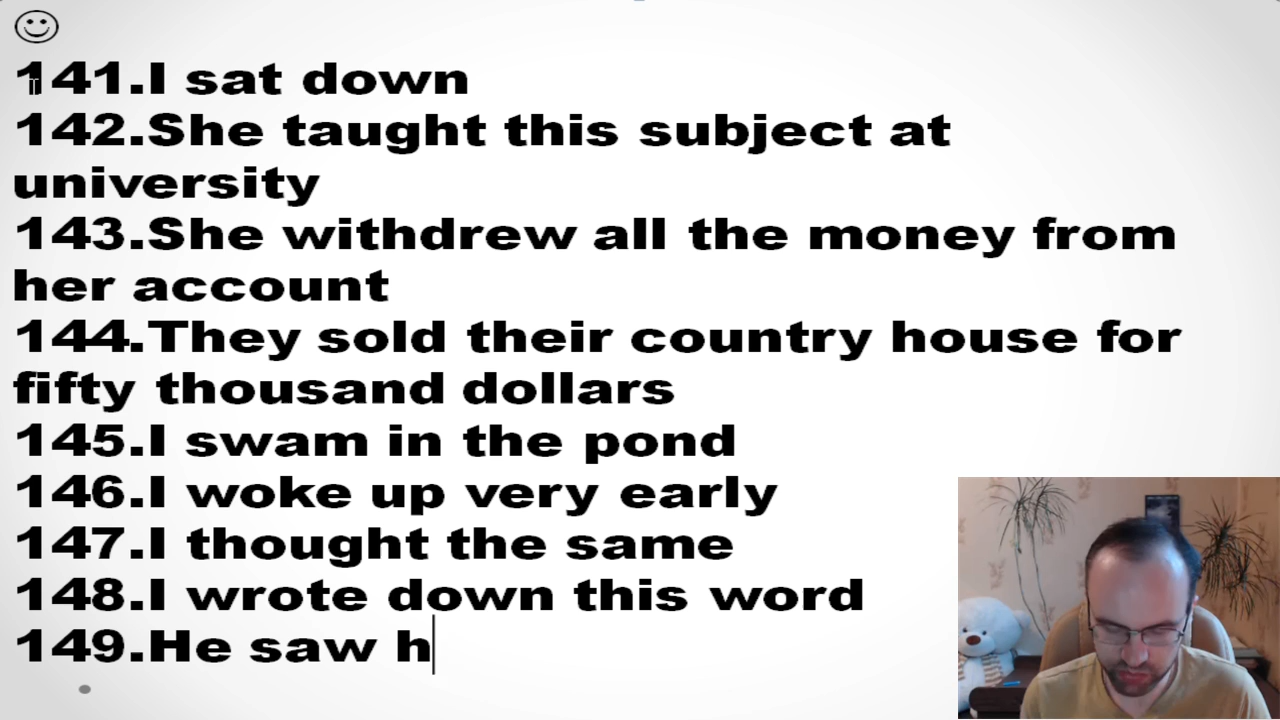 141.I sat down
142.She taught this subject at
university
143.She withdrew all the money from
her account
144.They sold their country house for
fifty thousand dollars
145.I swam in the pond
146.I woke up very early
147.I thought the same
148.I wrote down this word
149.He saw h